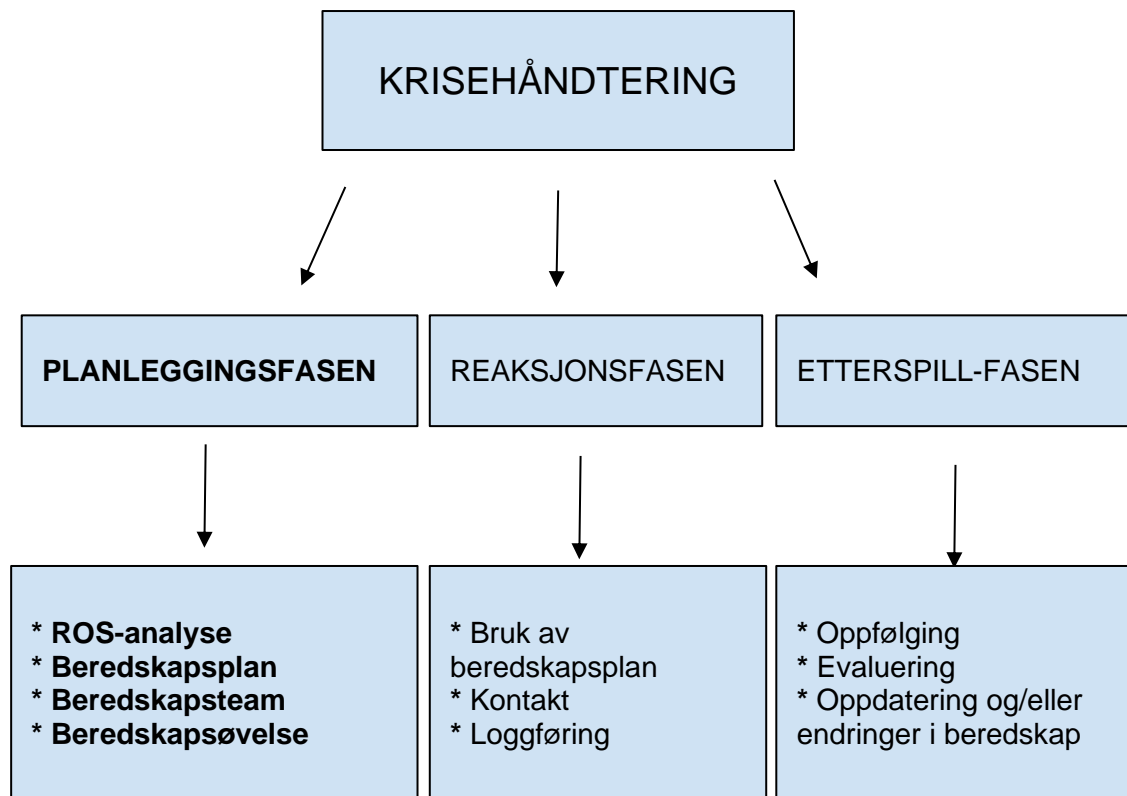 KRISEHÅNDTERING
PLANLEGGINGSFASEN
REAKSJONSFASEN
ETTERSPILL-FASEN
* ROS-analyse
* Beredskapsplan
* Beredskapsteam
* Beredskapsøvelse
* Bruk av
beredskapsplan
* Kontakt
* Loggføring
* Oppfølging
* Evaluering
* Oppdatering og/eller
endringer i beredskap